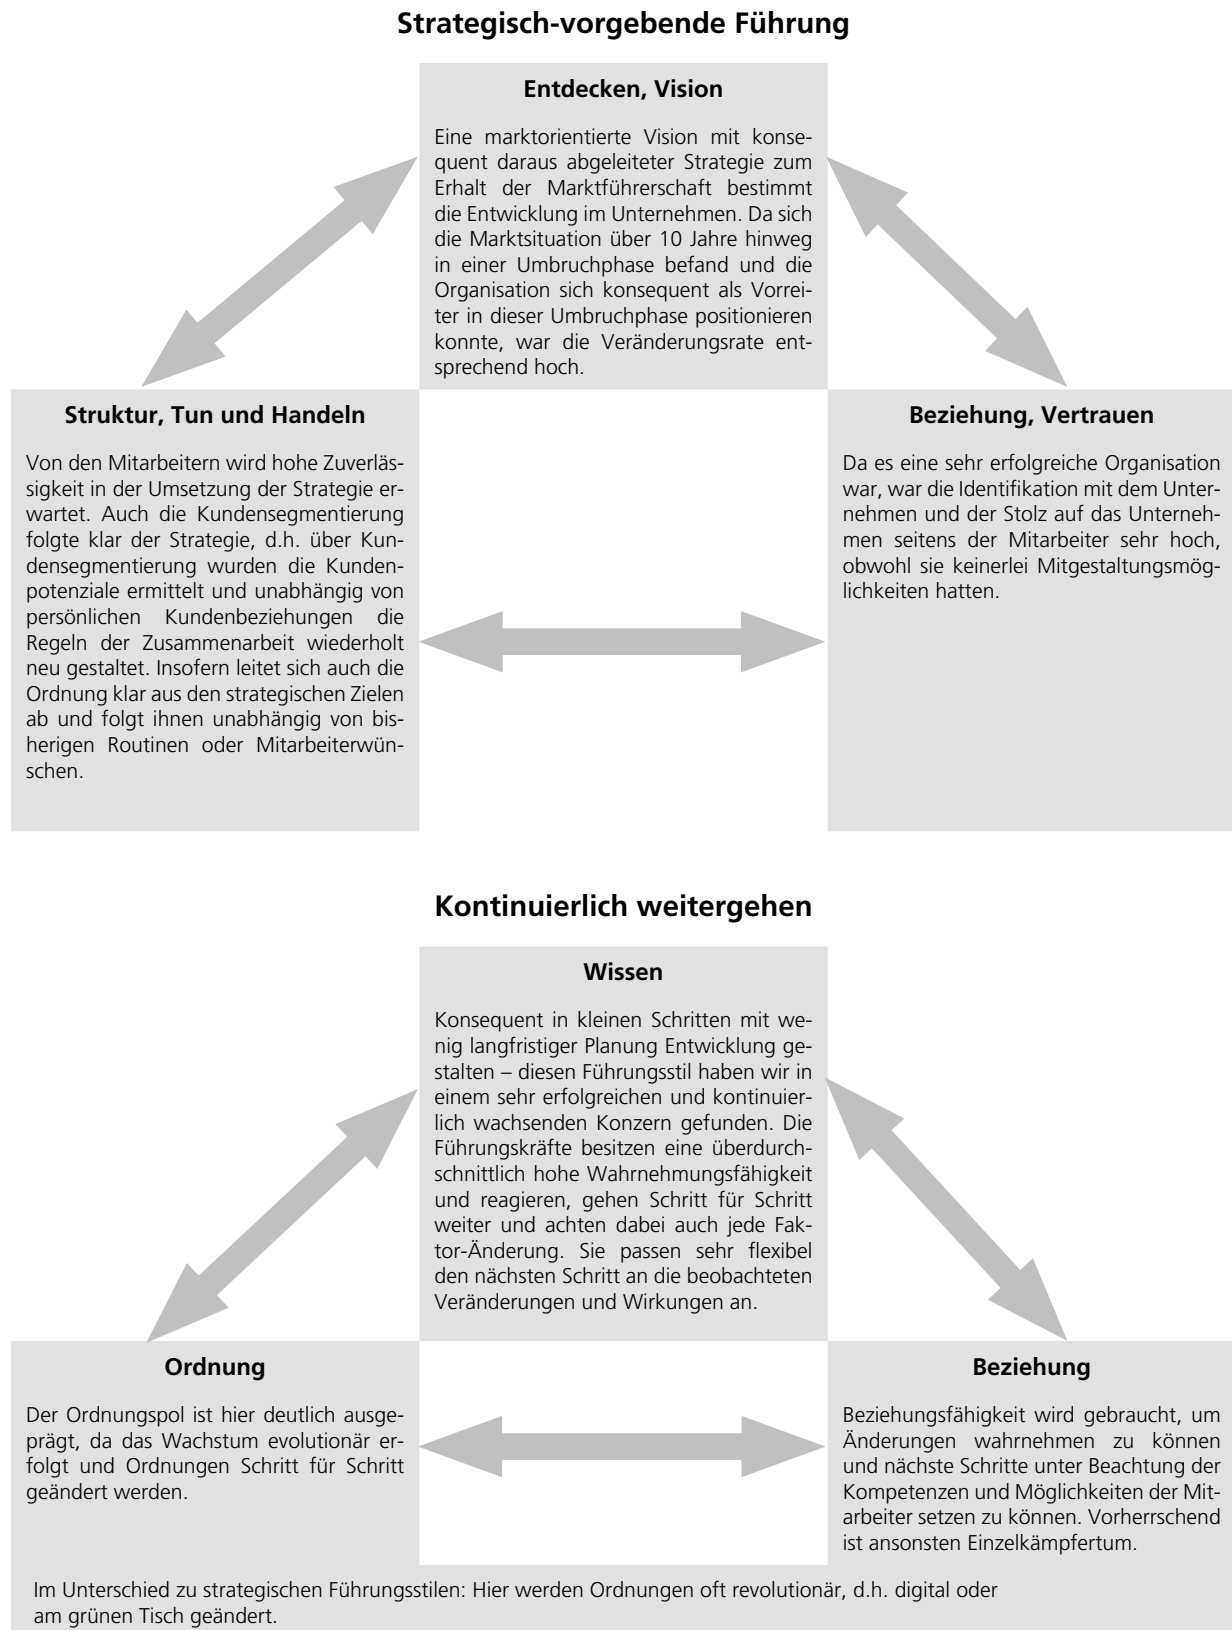 Strategisch-vorgebende Führung
Entdecken, Vision
Eine marktorientierte Vision mit konse-
quent daraus abgeleiteter Strategie zum
Erhalt der Marktführerschaft bestimmt
die Entwicklung im Unternehmen. Da sich
die Marktsituation über 10 Jahre hinweg
in einer Umbruchphase befand und die
Organisation sich konsequent als Vorrei-
ter in dieser Umbruchphase positionieren
konnte, war die Veränderungsrate ent-
sprechend hoch.
Struktur, Tun und Handeln
Von den Mitarbeitern wird hohe Zuverläs-
sigkeit in der Umsetzung der Strategie er-
wartet. Auch die Kundensegmentierung
folgte klar der Strategie, d.h. über Kun-
densegmentierung wurden die Kunden-
potenziale ermittelt und unabhängig von
persönlichen Kundenbeziehungen die
Regeln der Zusammenarbeit wiederholt
neu gestaltet. Insofern leitet sich auch die
Ordnung klar aus den strategischen Zielen
ab und folgt ihnen unabhängig von bis-
herigen Routinen oder Mitarbeiterwün-
schen.
Beziehung, Vertrauen
Da es eine sehr erfolgreiche Organisation
war, war die Identifikation mit dem Unter-
nehmen und der Stolz auf das Unterneh-
men seitens der Mitarbeiter sehr hoch,
obwohl sie keinerlei Mitgestaltungsmög-
lichkeiten hatten.
Kontinuierlich weitergehen
Wissen
Konsequent in kleinen Schritten mit we-
nig langfristiger Planung Entwicklung ge-
stalten – diesen Führungsstil haben wir in
einem sehr erfolgreichen und kontinuier-
lich wachsenden Konzern gefunden. Die
Führungskräfte besitzen eine überdurch-
schnittlich hohe Wahrnehmungsfähigkeit
und reagieren, gehen Schritt für Schritt
weiter und achten dabei auch jede Fak-
tor-Änderung. Sie passen sehr flexibel
den nächsten Schritt an die beobachteten
Veränderungen und Wirkungen an.
Ordnung
Der Ordnungspol ist hier deutlich ausge-
prägt, da das Wachstum evolutionär er-
folgt und Ordnungen Schritt für Schritt
geändert werden.
Beziehung
Beziehungsfähigkeit wird gebraucht, um
Änderungen wahrnehmen zu können
und nächste Schritte unter Beachtung der
Kompetenzen und Möglichkeiten der Mit-
arbeiter setzen zu können. Vorherrschend
ist ansonsten Einzelkämpfertum.
Im Unterschied zu strategischen Führungsstilen: Hier werden Ordnungen oft revolutionär, d.h. digital oder
am grünen Tisch geändert.